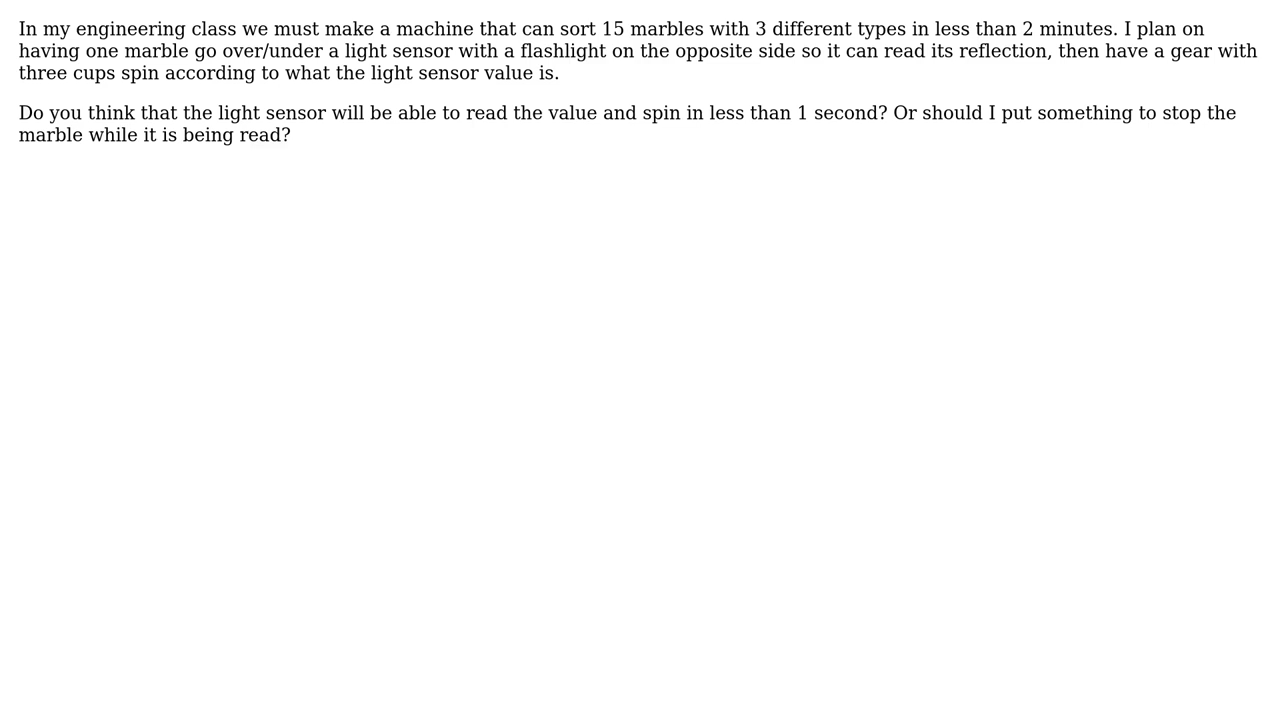 In my engineering class we must make a machine that can sort 15 marbles with 3 different types in less than 2 minutes. I plan on
having one marble go over/under a light sensor with a flashlight on the opposite side so it can read its reflection, then have a gear with
three cups spin according to what the light sensor value is.
Do you think that the light sensor will be able to read the value and spin in less than 1 second? Or should I put something to stop the
marble while it is being read?